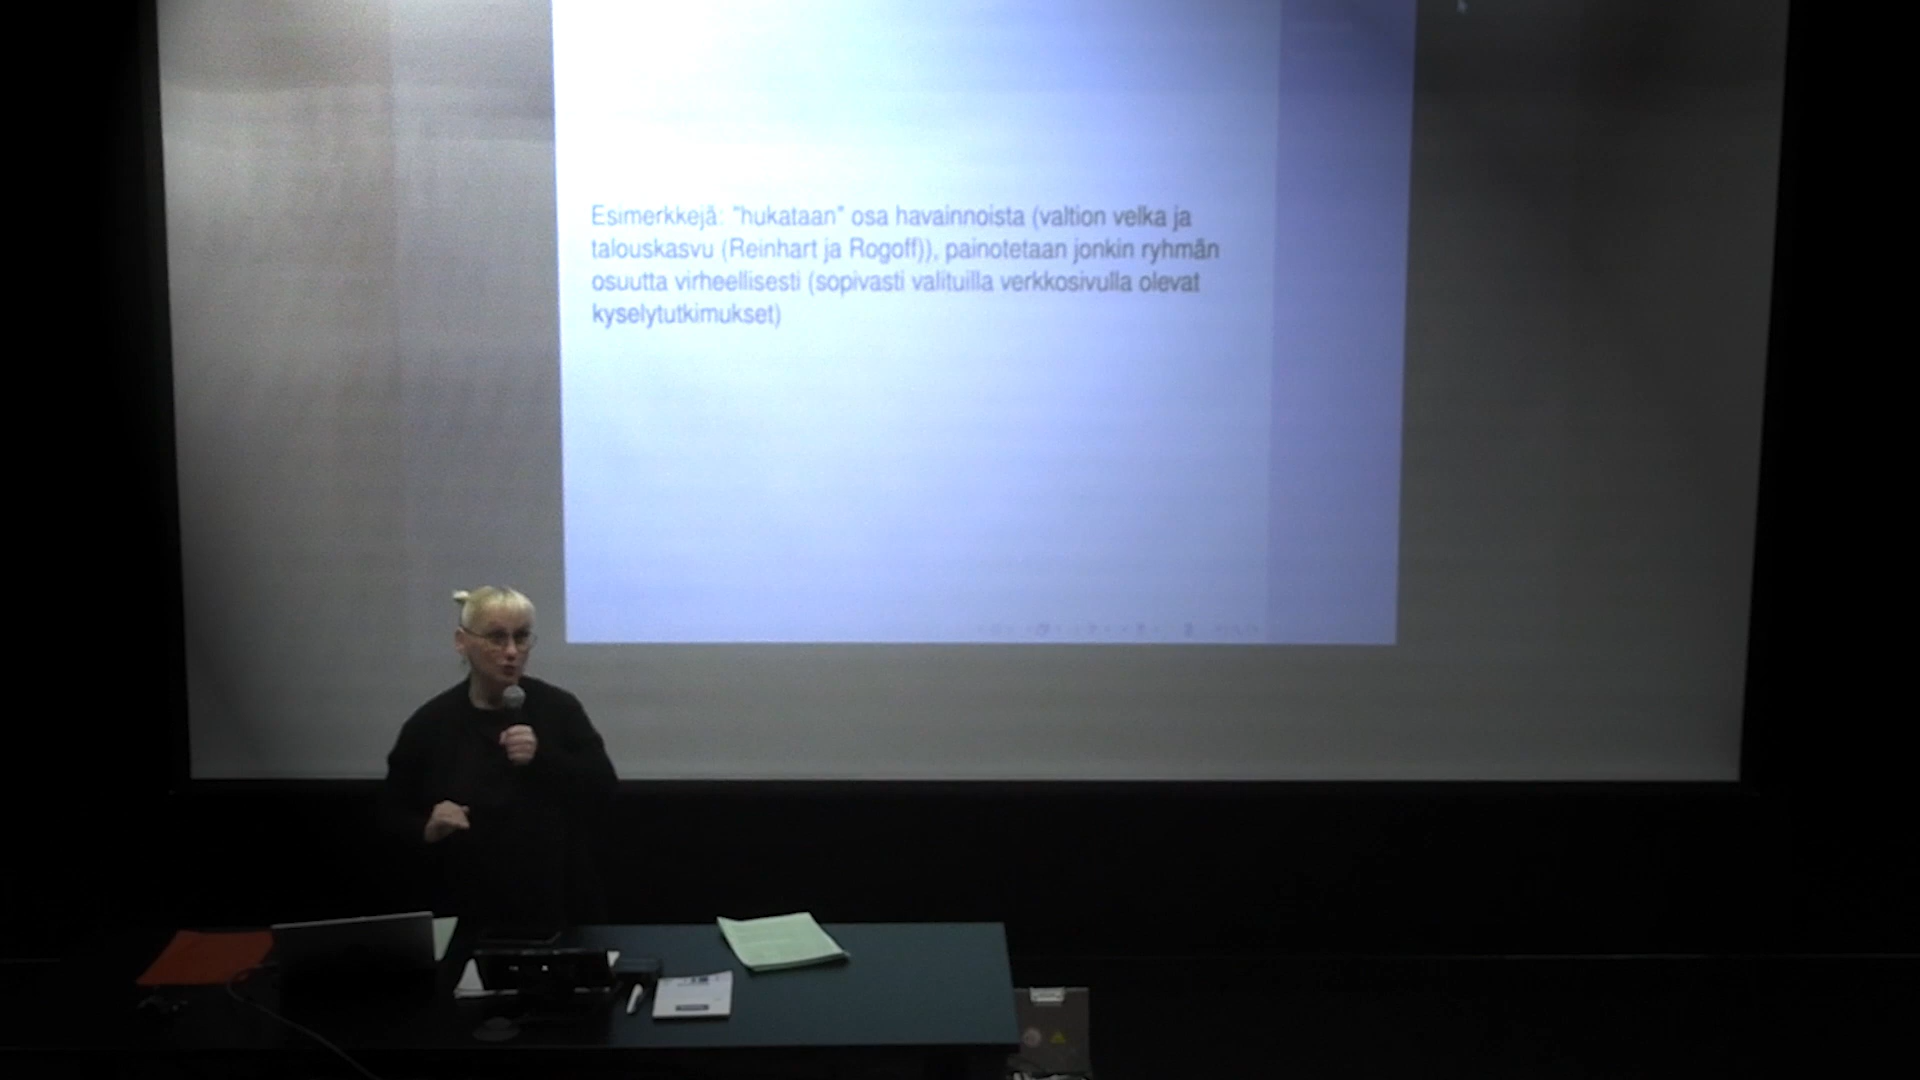 Esimerkkejä: "hukataan" osa havainnoista (valtion velka ja
talouskasvu (Reinhart ja Rogoff)), painotetaan jonkin ryhmän
osuutta virheellisesti (sopivasti valituilla verkkosivulla olevat
kyselytutkimukset)